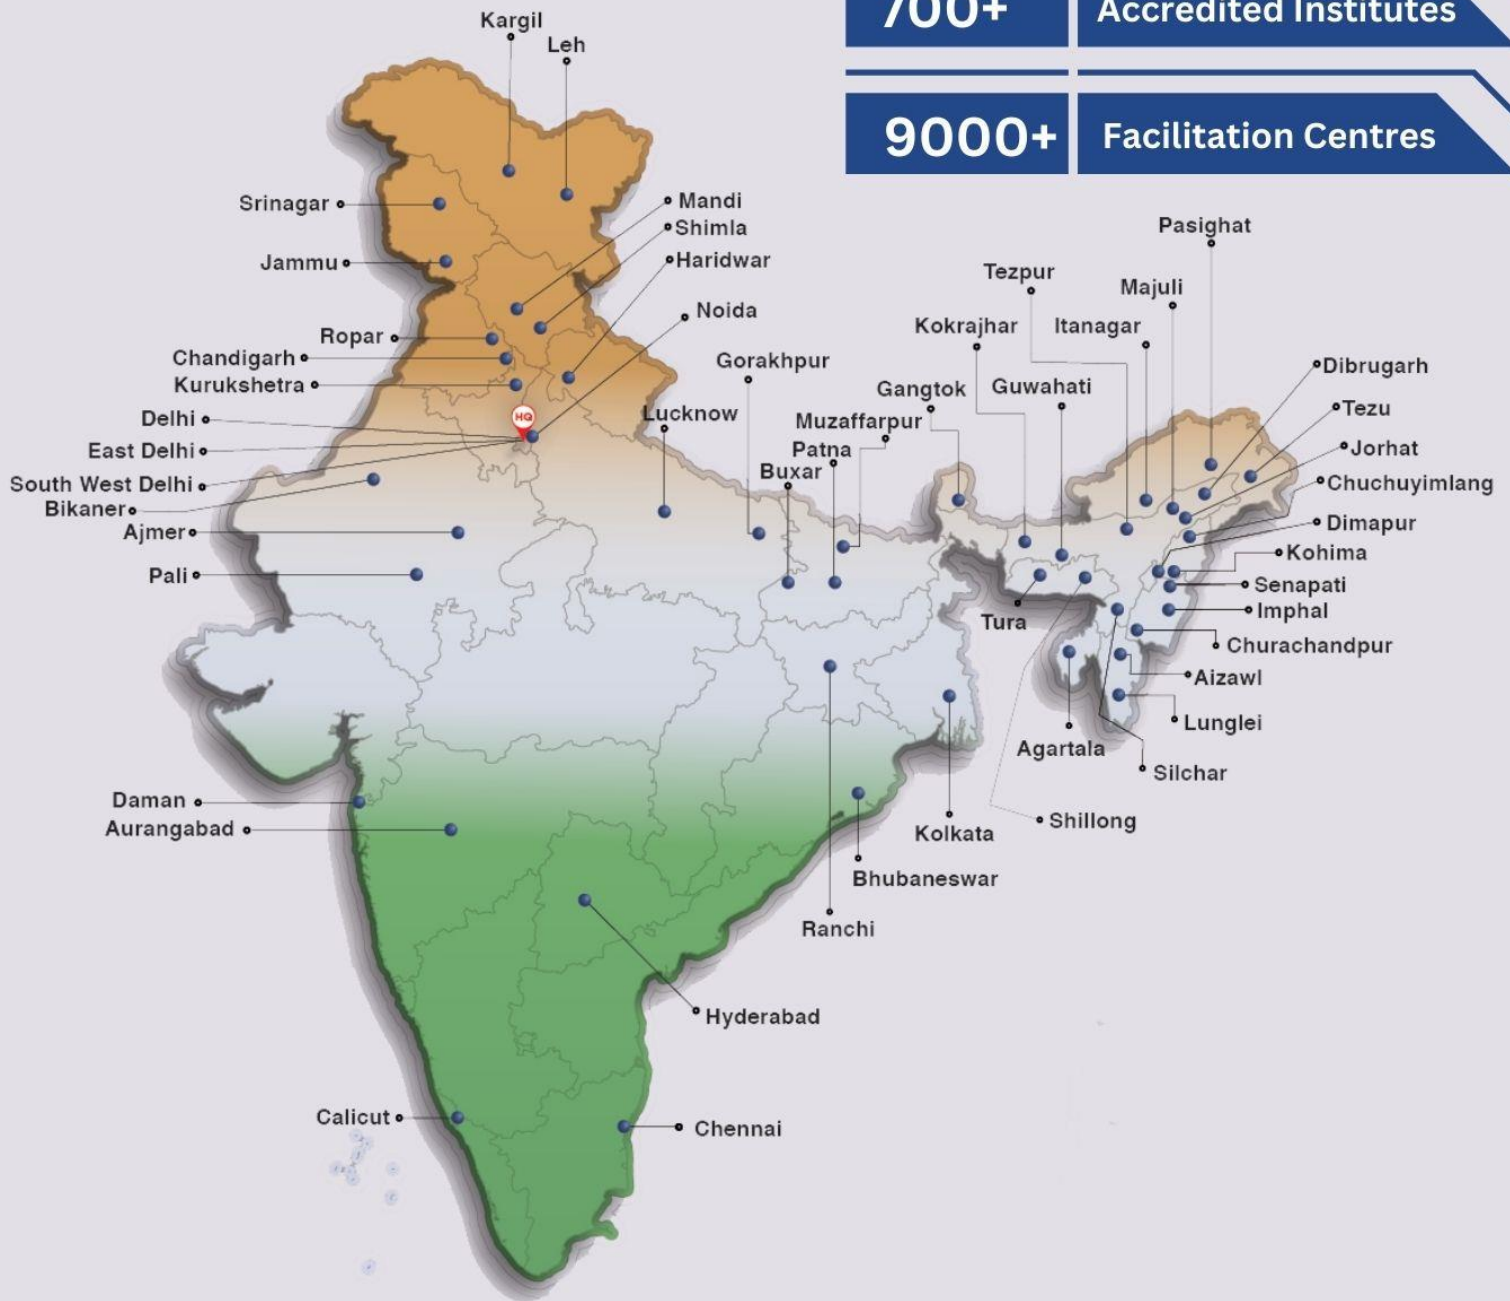 700+ Accredited Institutes
9000+ Facilitation Centres
Kargil
Leh
Srinagar
Jammu
Mandi
Shimla
Haridwar
Noida
Ropar
Chandigarh
Kurukshetra
Delhi
East Delhi
South West Delhi
Bikaner
Ajmer
Pali
HQ
Lucknow
Gorakhpur
Buxar
Patna
Muzaffarpur
Gangtok
Kokrajhar
Tezpur
Guwahati
Itanagar
Majuli
Pasighat
Dibrugarh
Tezu
Jorhat
Chuchuyimlang
Dimapur
Kohima
Senapati
Imphal
Churachandpur
Aizawl
Lunglei
Silchar
Tura
Agartala
Shillong
Kolkata
Bhubaneswar
Ranchi
Daman
Aurangabad
Hyderabad
Calicut
Chennai